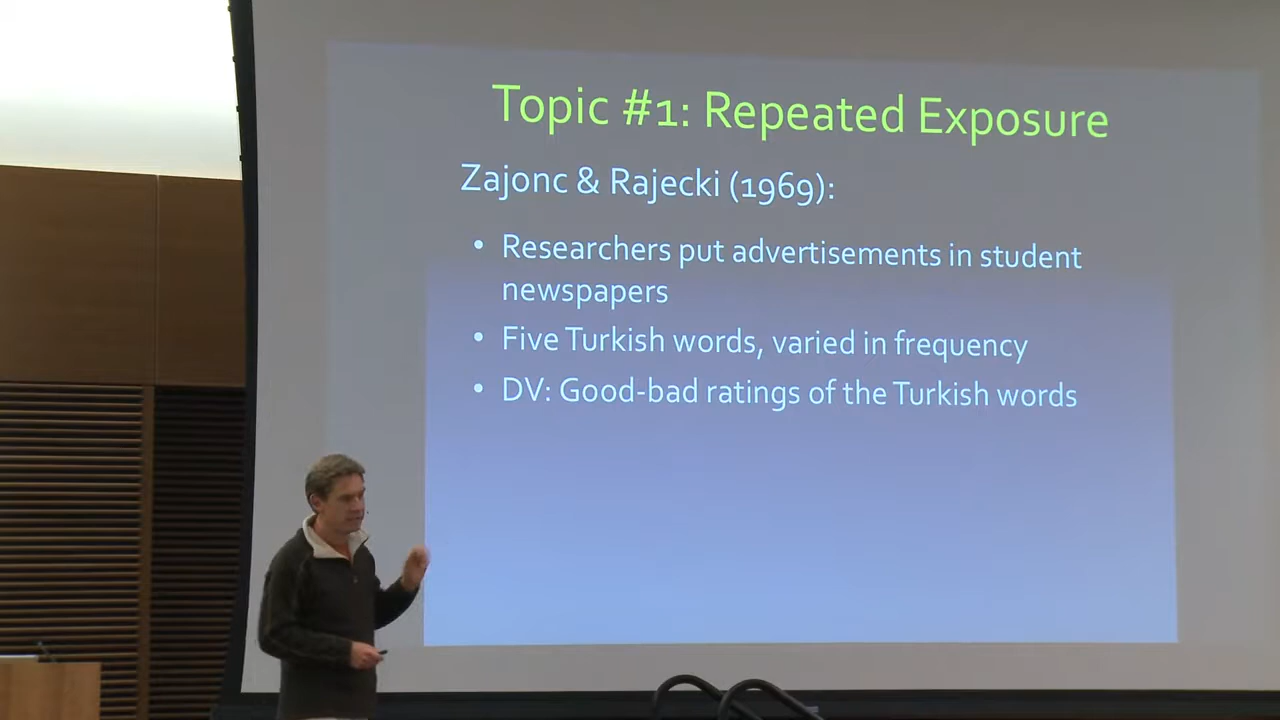 Topic #1: Repeated Exposure
Zajonc & Rajecki (1969):
• Researchers put advertisements in student
newspapers
• Five Turkish words, varied in frequency
• DV: Good-bad ratings of the Turkish words